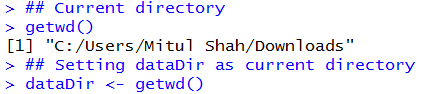 > ## Current directory
> getwd()
[1] "C:/Users/Mitul Shah/Downloads"
> ## Setting dataDir as current directory
> dataDir <- getwd()